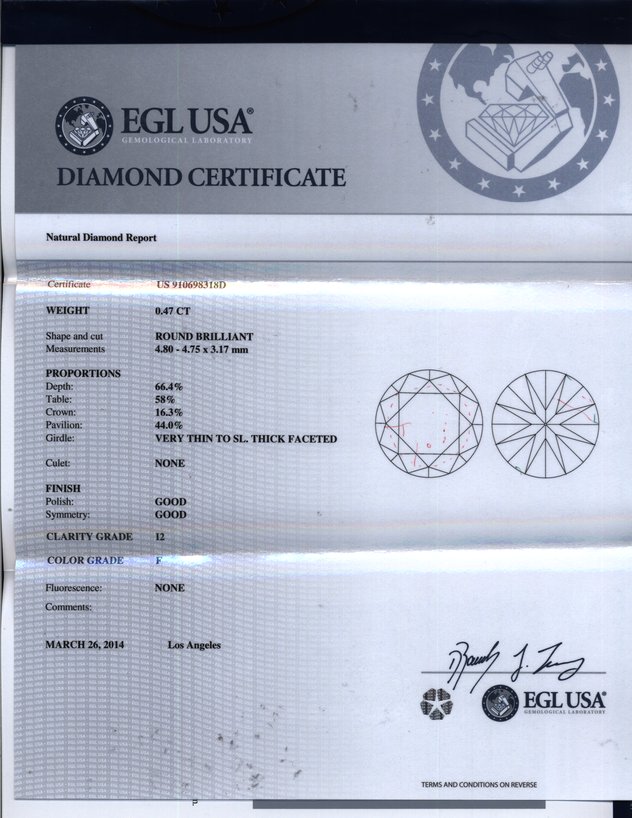 EGL USA®
GEMOLOGICAL LABORATORY
DIAMOND CERTIFICATE
Natural Diamond Report
Certificate US 910698318D
WEIGHT 0.47 CT
Shape and cut ROUND BRILLIANT
Measurements 4.80 - 4.75 x 3.17 mm
PROPORTIONS
Depth: 66.4%
Table: 58%
Crown: 16.3%
Pavilion: 44.0%
Girdle: VERY THIN TO SL. THICK FACETED
Culet: NONE
FINISH
Polish: GOOD
Symmetry: GOOD
CLARITY GRADE I2
COLOR GRADE F
Fluorescence: NONE
Comments:
MARCH 26, 2014 Los Angeles
EGL USA®
GEMOLOGICAL LABORATORY
TERMS AND CONDITIONS ON REVERSE